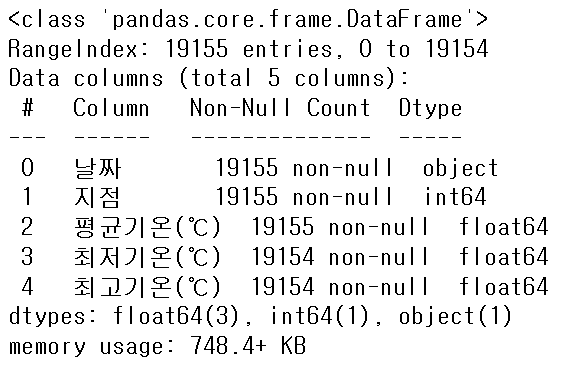 <class 'pandas.core.frame.DataFrame'>
RangeIndex: 19155 entries, 0 to 19154
Data columns (total 5 columns):
 #   Column    Non-Null Count  Dtype
---  ------    --------------  -----
 0   날짜        19155 non-null  object
 1   지점        19155 non-null  int64
 2   평균기온(℃)  19155 non-null  float64
 3   최저기온(℃)  19154 non-null  float64
 4   최고기온(℃)  19154 non-null  float64
dtypes: float64(3), int64(1), object(1)
memory usage: 748.4+ KB